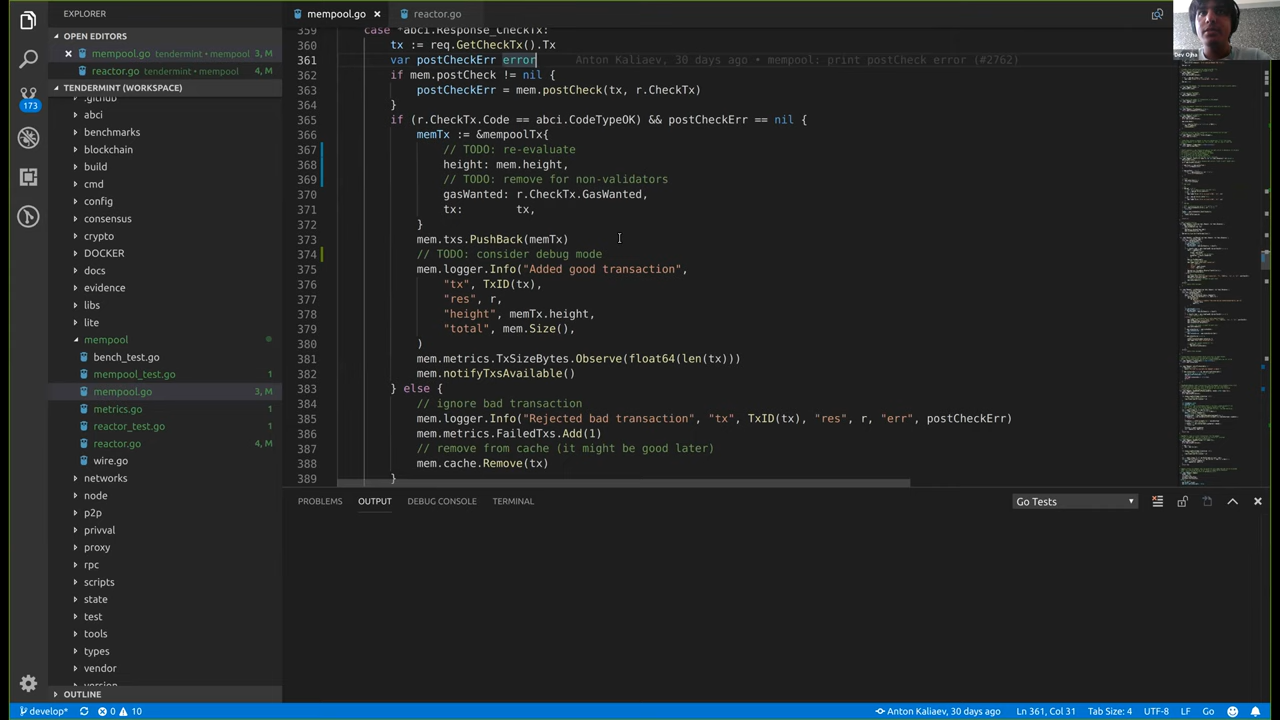 EXPLORER
OPEN EDITORS
mempool.go tendermint • mempool 3, M
reactor.go tendermint • mempool 4, M
TENDERMINT (WORKSPACE)
.github
abci
benchmarks
blockchain
build
cmd
config
consensus
crypto
DOCKER
docs
evidence
libs
lite
mempool
bench_test.go
mempool_test.go 1
mempool.go 3, M
metrics.go 1
reactor_test.go 1
reactor.go 4, M
wire.go
networks
node
p2p
privval
proxy
rpc
scripts
state
test
tools
types
vendor
version
OUTLINE
173
mempool.go
reactor.go
359 case *abci.Response_CheckTx:
360 tx := req.GetCheckTx().Tx
361 var postCheckErr error Anton Kaliaev, 30 days ago • mempool: print postCheck error (#2762)
362 if mem.postCheck != nil {
363 postCheckErr = mem.postCheck(tx, r.CheckTx)
364 }
365 if (r.CheckTx.Code == abci.CodeTypeOK) && postCheckErr == nil {
366 memTx := &mempoolTx{
367 // TODO: re-evaluate
368 height: mem.height,
369 // TODO: remove for non-validators
370 gasWanted: r.CheckTx.GasWanted,
371 tx: tx,
372
373 mem.txs.PushBack(memTx)
374 // TODO: consider debug mode
375 mem.logger.Info("Added good transaction",
376 "tx", TxID(tx),
377 "res", r,
378 "height", memTx.height,
379 "total", mem.Size(),
380
381 mem.metrics.TxSizeBytes.Observe(float64(len(tx)))
382 mem.notifyTxsAvailable()
383 } else {
384 // ignore bad transaction
385 mem.logger.Info("Rejected bad transaction", "tx", TxID(tx), "res", r, "err", postCheckErr)
386 mem.metrics.FailedTxs.Add(1)
387 // remove from cache (it might be good later)
388 mem.cache.Remove(tx)
389 }
PROBLEMS OUTPUT DEBUG CONSOLE TERMINAL
Go Tests
Dev Ojha
develop* 0 10
Anton Kaliaev, 30 days ago Ln 361, Col 31 Tab Size: 4 UTF-8 LF Go